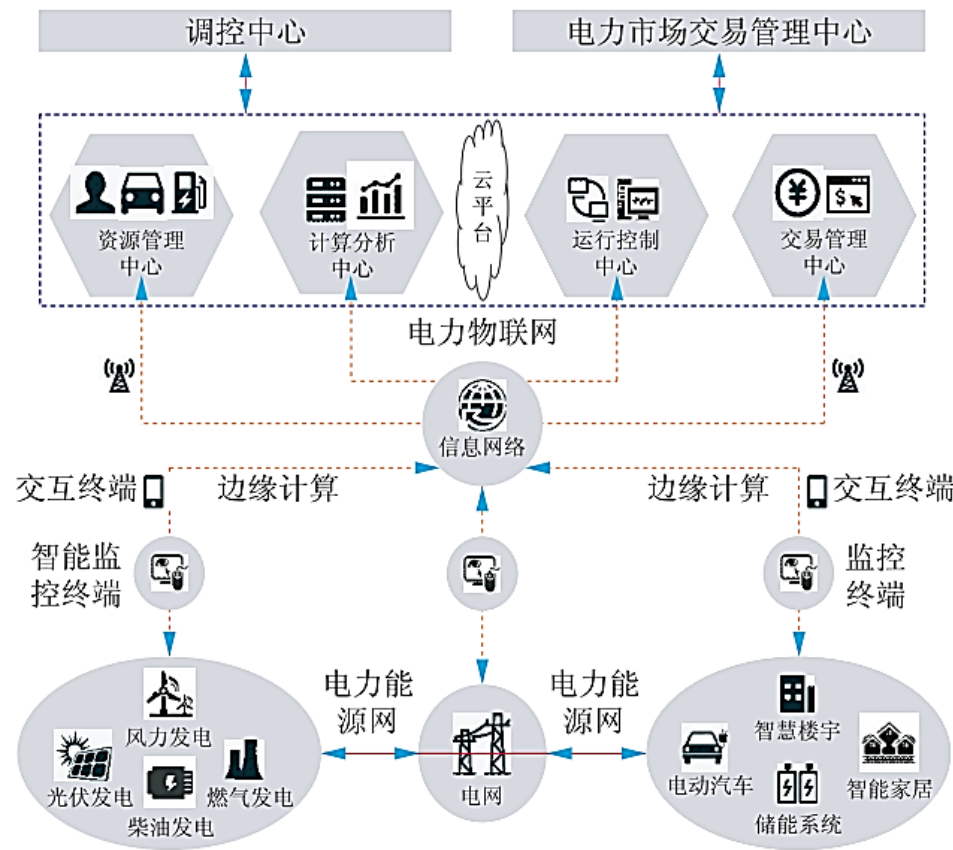 调控中心
电力市场交易管理中心
资源管理
中心
计算分析
中心
云
平
台
运行控制
中心
¥
$
交易管理
中心
电力物联网
信息网络
交互终端
边缘计算
边缘计算
交互终端
智能监
控终端
监控
终端
风力发电
光伏发电
燃气发电
柴油发电
电力能
源网
电网
电力能
源网
智慧楼宇
电动汽车
智能家居
储能系统